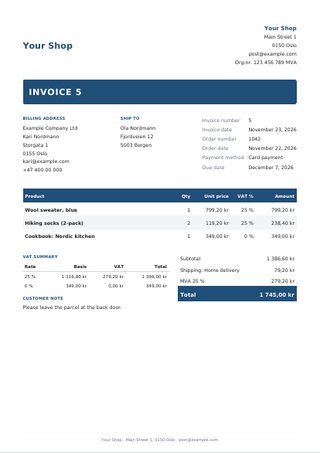 Your Shop
Your Shop
Main Street 1
0150 Oslo
post@example.com
Org.nr. 123 456 789 MVA
INVOICE 5
BILLING ADDRESS
Example Company Ltd
Kari Nordmann
Storgata 1
0155 Oslo
kari@example.com
+47 400 00 000
SHIP TO
Ola Nordmann
Fjordveien 12
5003 Bergen
Invoice number 5
Invoice date November 23, 2026
Order number 1042
Order date November 22, 2026
Payment method Card payment
Due date December 7, 2026
Product Qty Unit price VAT % Amount
Wool sweater, blue 1 799,20 kr 25 % 799,20 kr
Hiking socks (2-pack) 2 119,20 kr 25 % 238,40 kr
Cookbook: Nordic kitchen 1 349,00 kr 0 % 349,00 kr
VAT SUMMARY
Rate Basis VAT Total
25 % 1 116,80 kr 279,20 kr 1 396,00 kr
0 % 349,00 kr 0,00 kr 349,00 kr
CUSTOMER NOTE
Please leave the parcel at the back door.
Subtotal 1 386,60 kr
Shipping: Home delivery 79,20 kr
MVA 25 % 279,20 kr
Total 1 745,00 kr
Your Shop · Main Street 1, 0150 Oslo · post@example.com